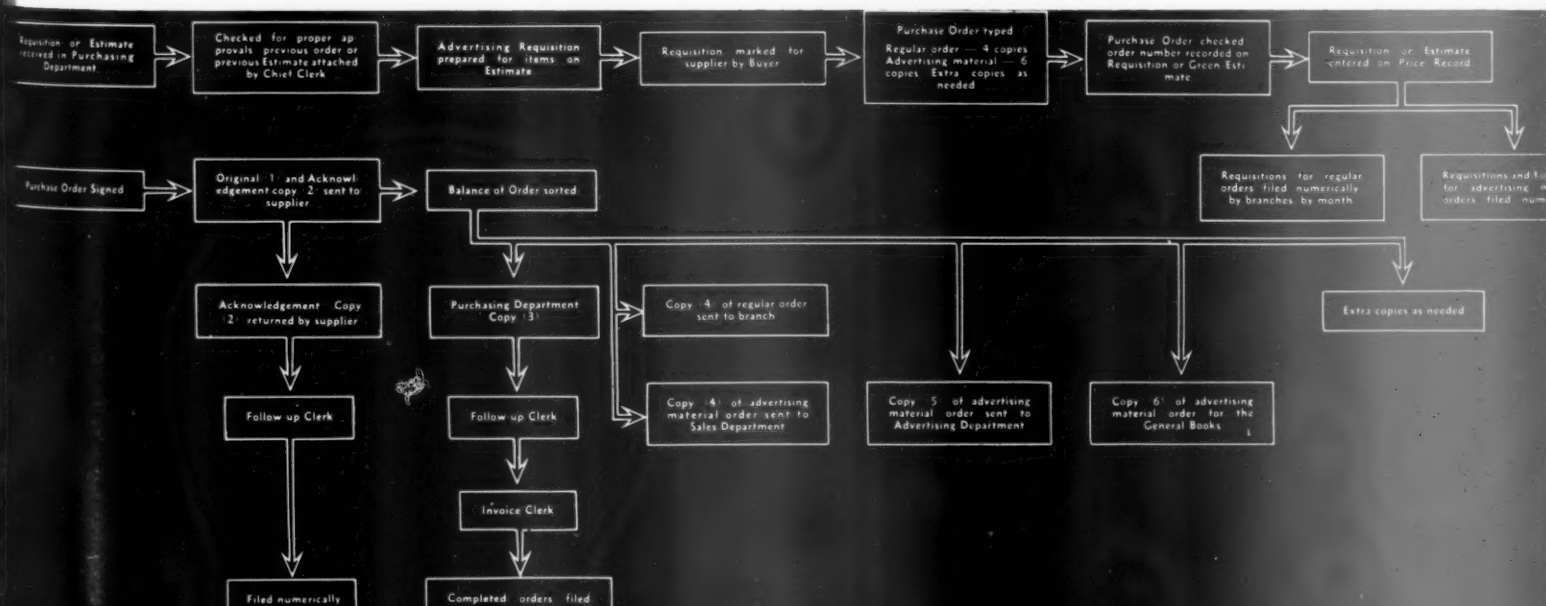 Requisition or Estimate
received in Purchasing
Department
Checked for proper ap-
provals previous order or
previous Estimate attached
by Chief Clerk
Advertising Requisition
prepared for items on
Estimate
Requisition marked for
supplier by Buyer
Purchase Order typed
Regular order — 4 copies
Advertising material — 6
copies Extra copies as
needed
Purchase Order checked
order number recorded on
Requisition or Green Esti
mate
Requisition or Estimate
entered on Price Record
Requisitions for regular
orders filed numerically
by branches by month
Requisitions and
for advertising
orders filed
Purchase Order Signed
Original (1) and Acknowl-
edgement copy (2) sent to
supplier
Balance of Order sorted
Acknowledgement Copy
(2) returned by supplier
Purchasing Department
Copy (3)
Copy (4) of regular order
sent to branch
Extra copies as needed
Follow-up Clerk
Follow up Clerk
Copy (4) of advertising
material order sent to
Sales Department
Copy (5) of advertising
material order sent to
Advertising Department
Copy (6) of advertising
material order for the
General Books
Invoice Clerk
Filed numerically
Completed orders filed